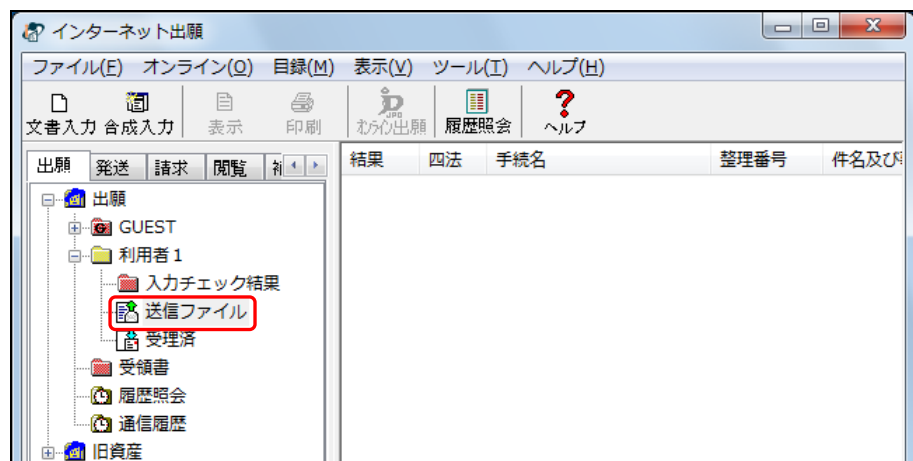 インターネット出願
ファイル(F) オンライン(O) 目録(M) 表示(V) ツール(T) ヘルプ(H)
文書入力 合成入力 表示 印刷 オンライン出願 履歴照会 ヘルプ
出願 発送 請求 閲覧
結果 四法 手続名 整理番号 件名及び
出願
GUEST
利用者1
入力チェック結果
送信ファイル
受理済
受領書
履歴照会
通信履歴
旧資産